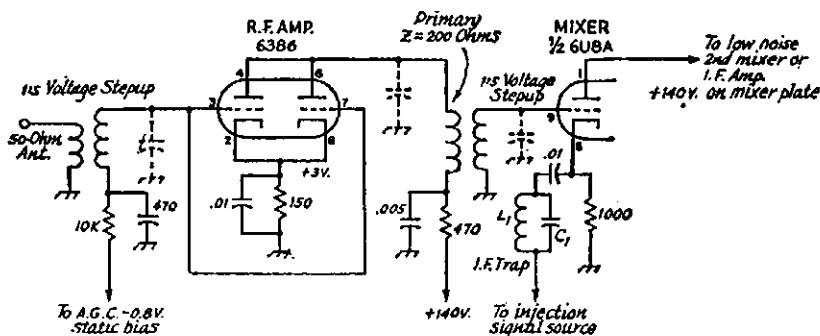 R.F. AMP.
6386
Primary
Z=200 Ohms
MIXER
½ 6U8A
To low noise
2nd mixer or
I.F. Amp.
+140V. on mixer plate
1:15 Voltage Stepup
1:15 Voltage
Stepup
4
6
1
3
7
9
2
8
8
50-Ohm
Ant.
+3V.
.01
470
.01
150
.005
10K
470
L1
C1
1000
I.F. Trap
To A.G.C. -0.8V.
static bias
+140V.
To injection
signal source